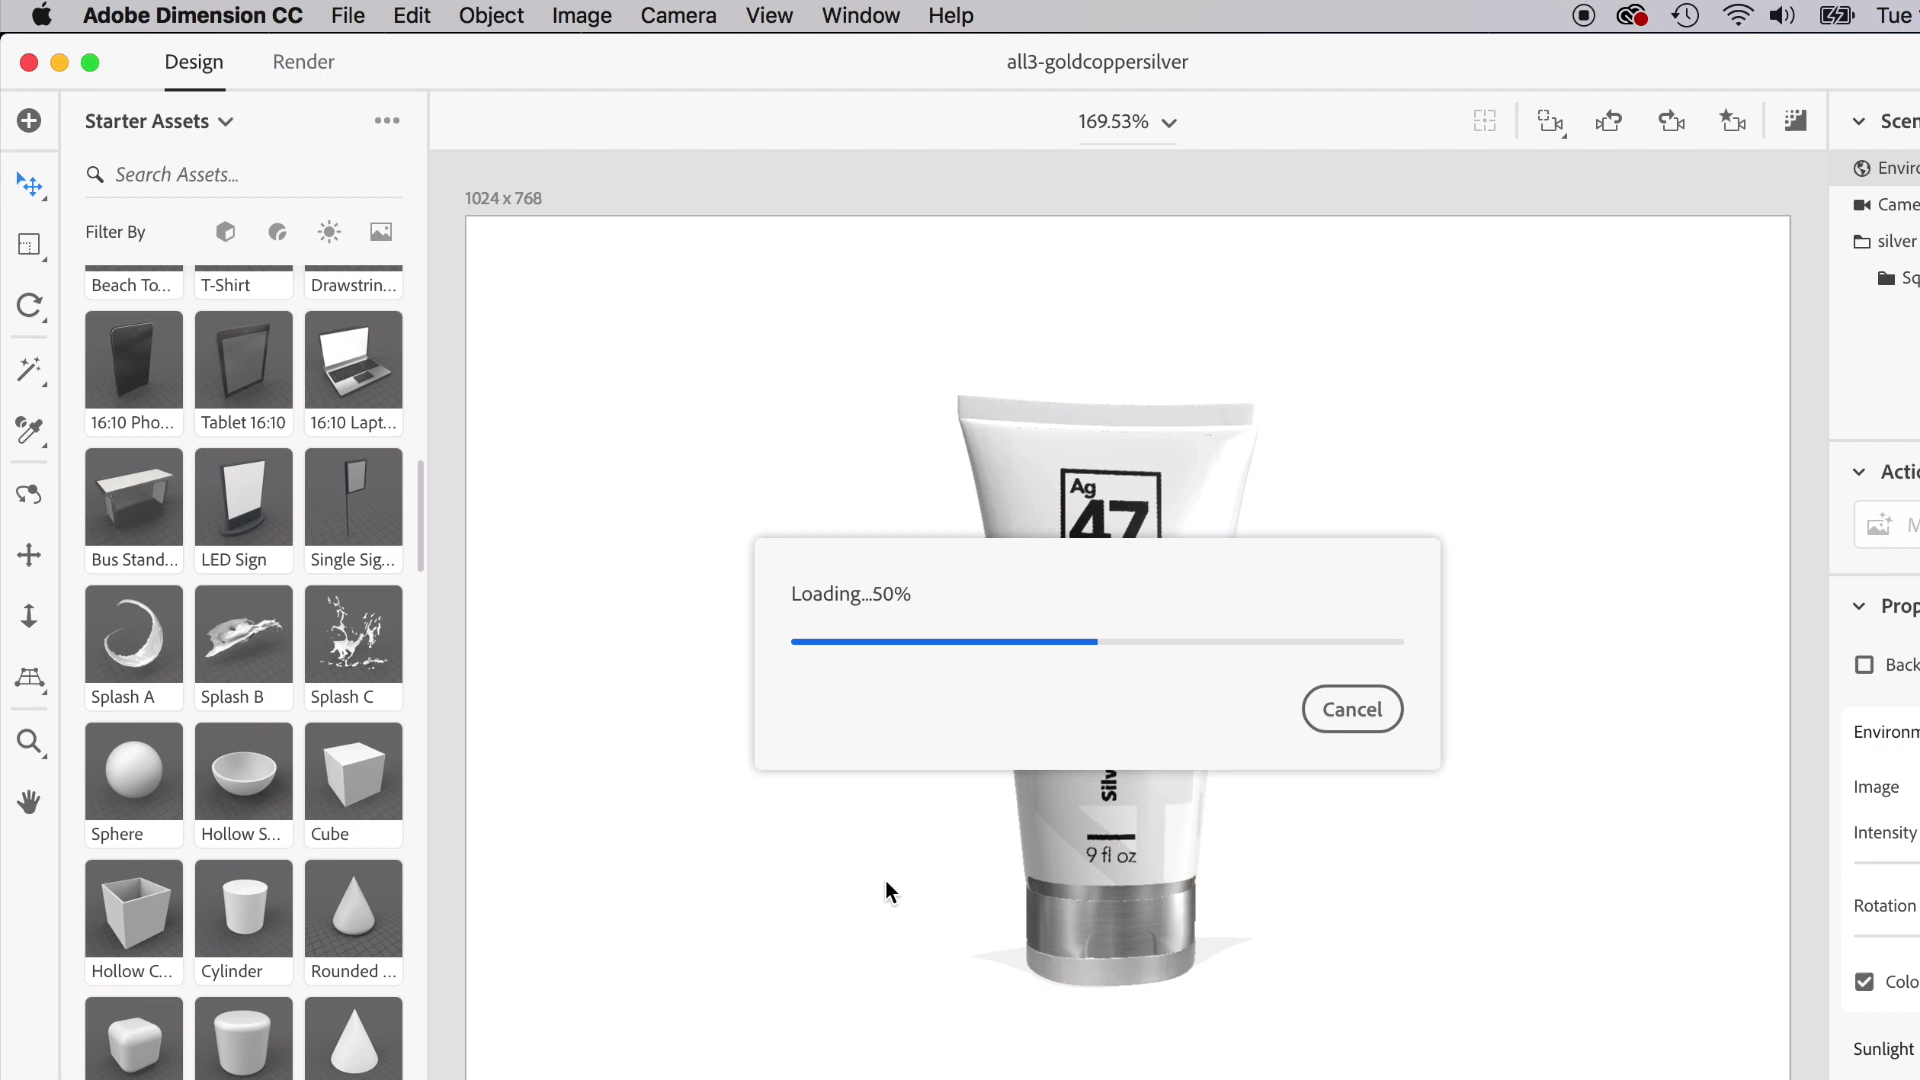 Adobe Dimension CC File Edit Object Image Camera View Window Help Tue
Design Render all3-goldcoppersilver
Starter Assets 169.53%
Search Assets...
1024 x 768
Filter By
Beach To... T-Shirt Drawstrin...
16:10 Pho... Tablet 16:10 16:10 Lapt...
Bus Stand... LED Sign Single Sig...
Splash A Splash B Splash C
Sphere Hollow S... Cube
Hollow C... Cylinder Rounded ...
Ag
47
Loading...50%
Cancel
Silv
9 fl oz
Scen
Enviro
Came
silver
Sq
Actio
M
Prop
Back
Environm
Image
Intensity
Rotation
Colo
Sunlight